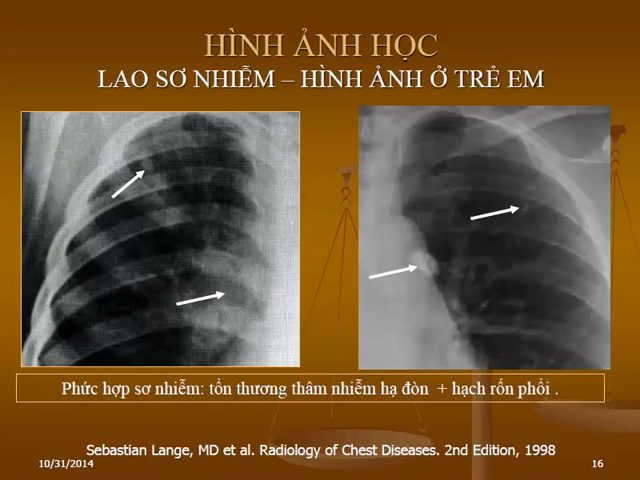 HÌNH ẢNH HỌC
LAO SƠ NHIỄM – HÌNH ẢNH Ở TRẺ EM
Phức hợp sơ nhiễm: tổn thương thâm nhiễm hạ đòn + hạch rốn phổi .
Sebastian Lange, MD et al. Radiology of Chest Diseases. 2nd Edition, 1998
10/31/2014
16